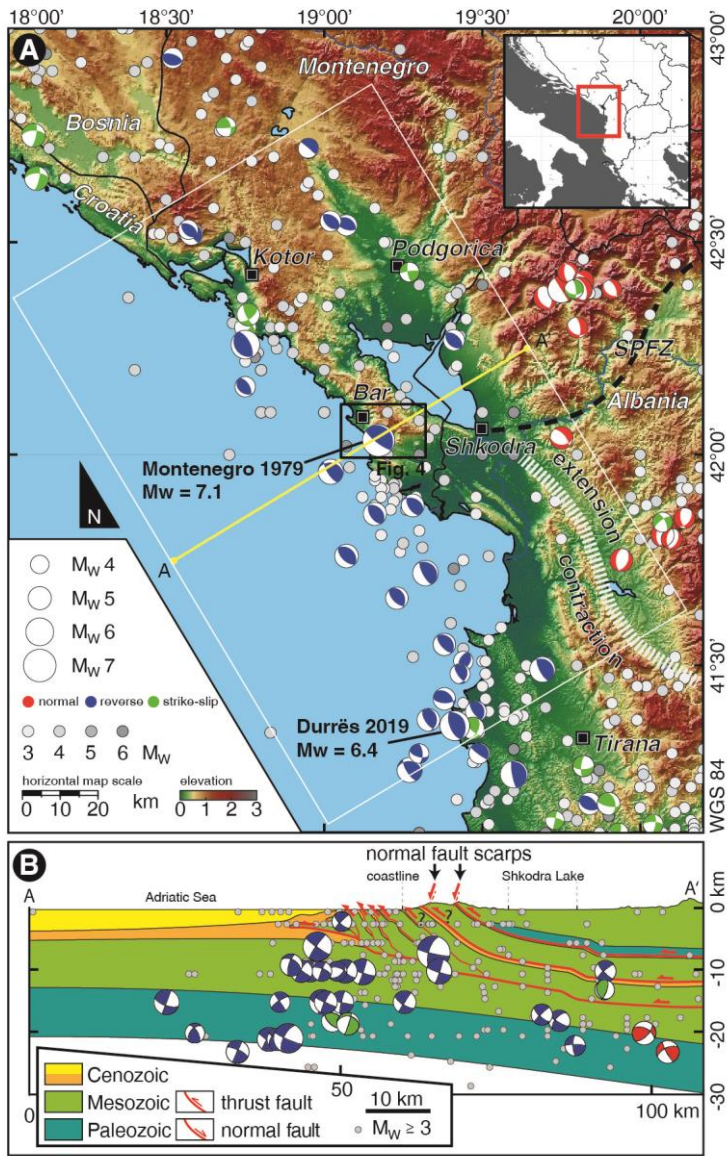 18°00' 18°30' 19°00' 19°30' 20°00'
A
Montenegro
43°00'
Bosnia
Croatia
Kotor
Podgorica
42°30'
SPFZ
A'
Albania
Bar
Shkodra
42°00'
Montenegro 1979
Mw = 7.1
Fig. 4
extension
contraction
N
A
Mw 4
Mw 5
Mw 6
Mw 7
normal reverse strike-slip
3 4 5 6 Mw
41°30'
Durrës 2019
Mw = 6.4
Tirana
horizontal map scale
0 10 20 km
elevation
0 1 2 3
WGS 84
B
normal fault scarps
A
Adriatic Sea
coastline
Shkodra Lake
A'
0 km
? ?
-10
-20
-30
Cenozoic
Mesozoic
Paleozoic
thrust fault
normal fault
10 km
Mw ≥ 3
0
50
100 km